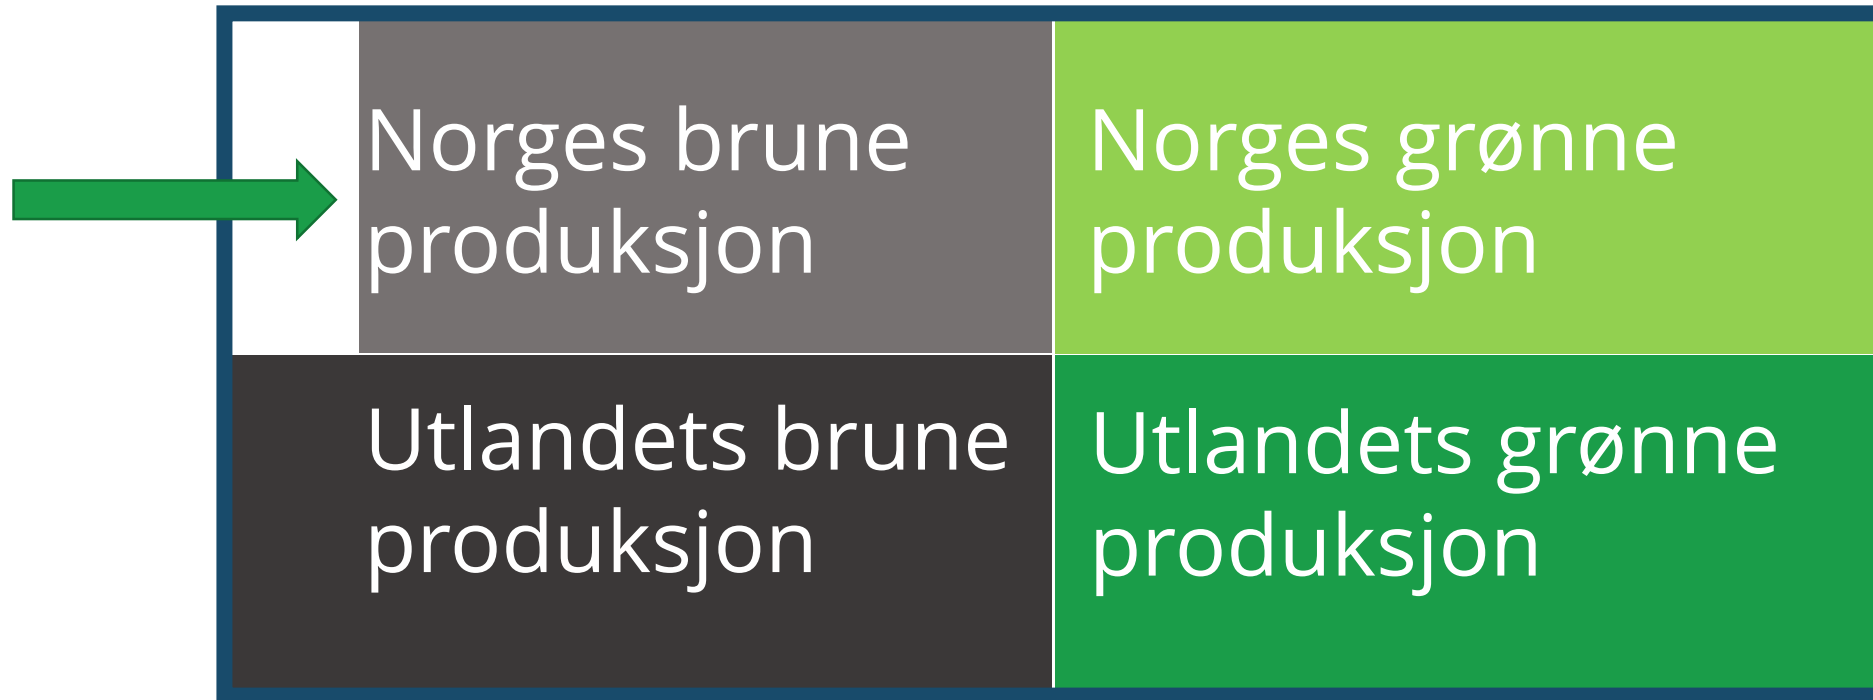 Norges brune
produksjon
Norges grønne
produksjon
Utlandets brune
produksjon
Utlandets grønne
produksjon